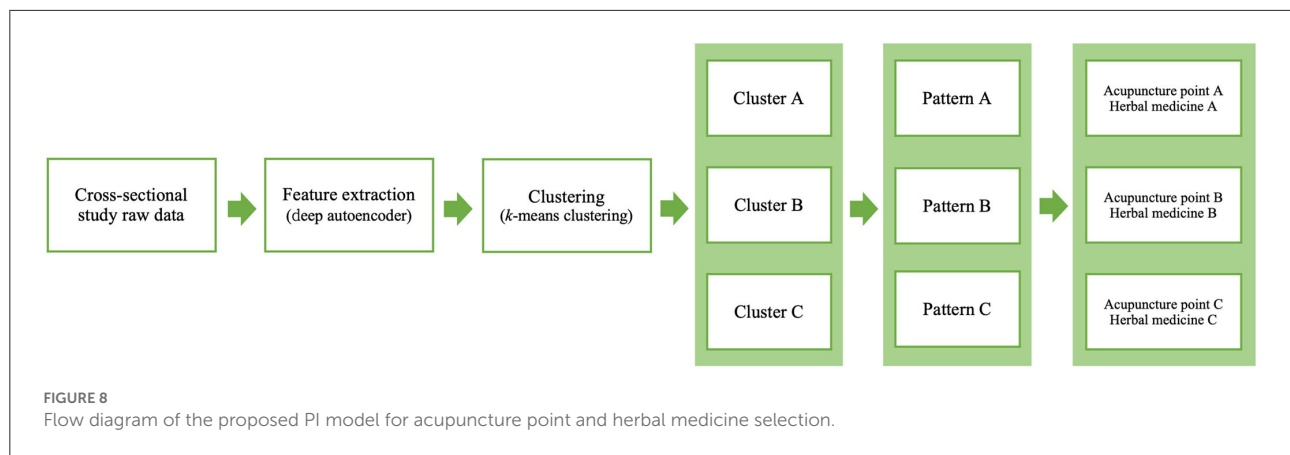 Cross-sectional
study raw data
Feature extraction
(deep autoencoder)
Clustering
(k-means clustering)
Cluster A
Cluster B
Cluster C
Pattern A
Pattern B
Pattern C
Acupuncture point A
Herbal medicine A
Acupuncture point B
Herbal medicine B
Acupuncture point C
Herbal medicine C
FIGURE 8
Flow diagram of the proposed PI model for acupuncture point and herbal medicine selection.